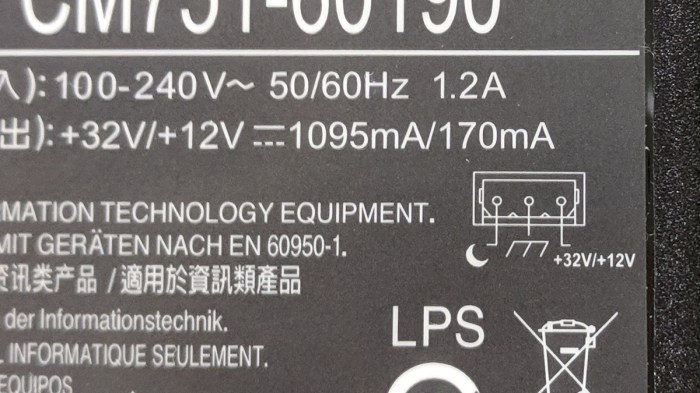 CM751-60190
入): 100-240V~ 50/60Hz 1.2A
出): +32V/+12V ⎓ 1095mA/170mA
MATION TECHNOLOGY EQUIPMENT.
MIT GERÄTEN NACH EN 60950-1.
资讯类产品 / 適用於資訊類產品
+32V/+12V
der Informationstechnik.
LPS
INFORMATIQUE SEULEMENT.
EQUIPOS